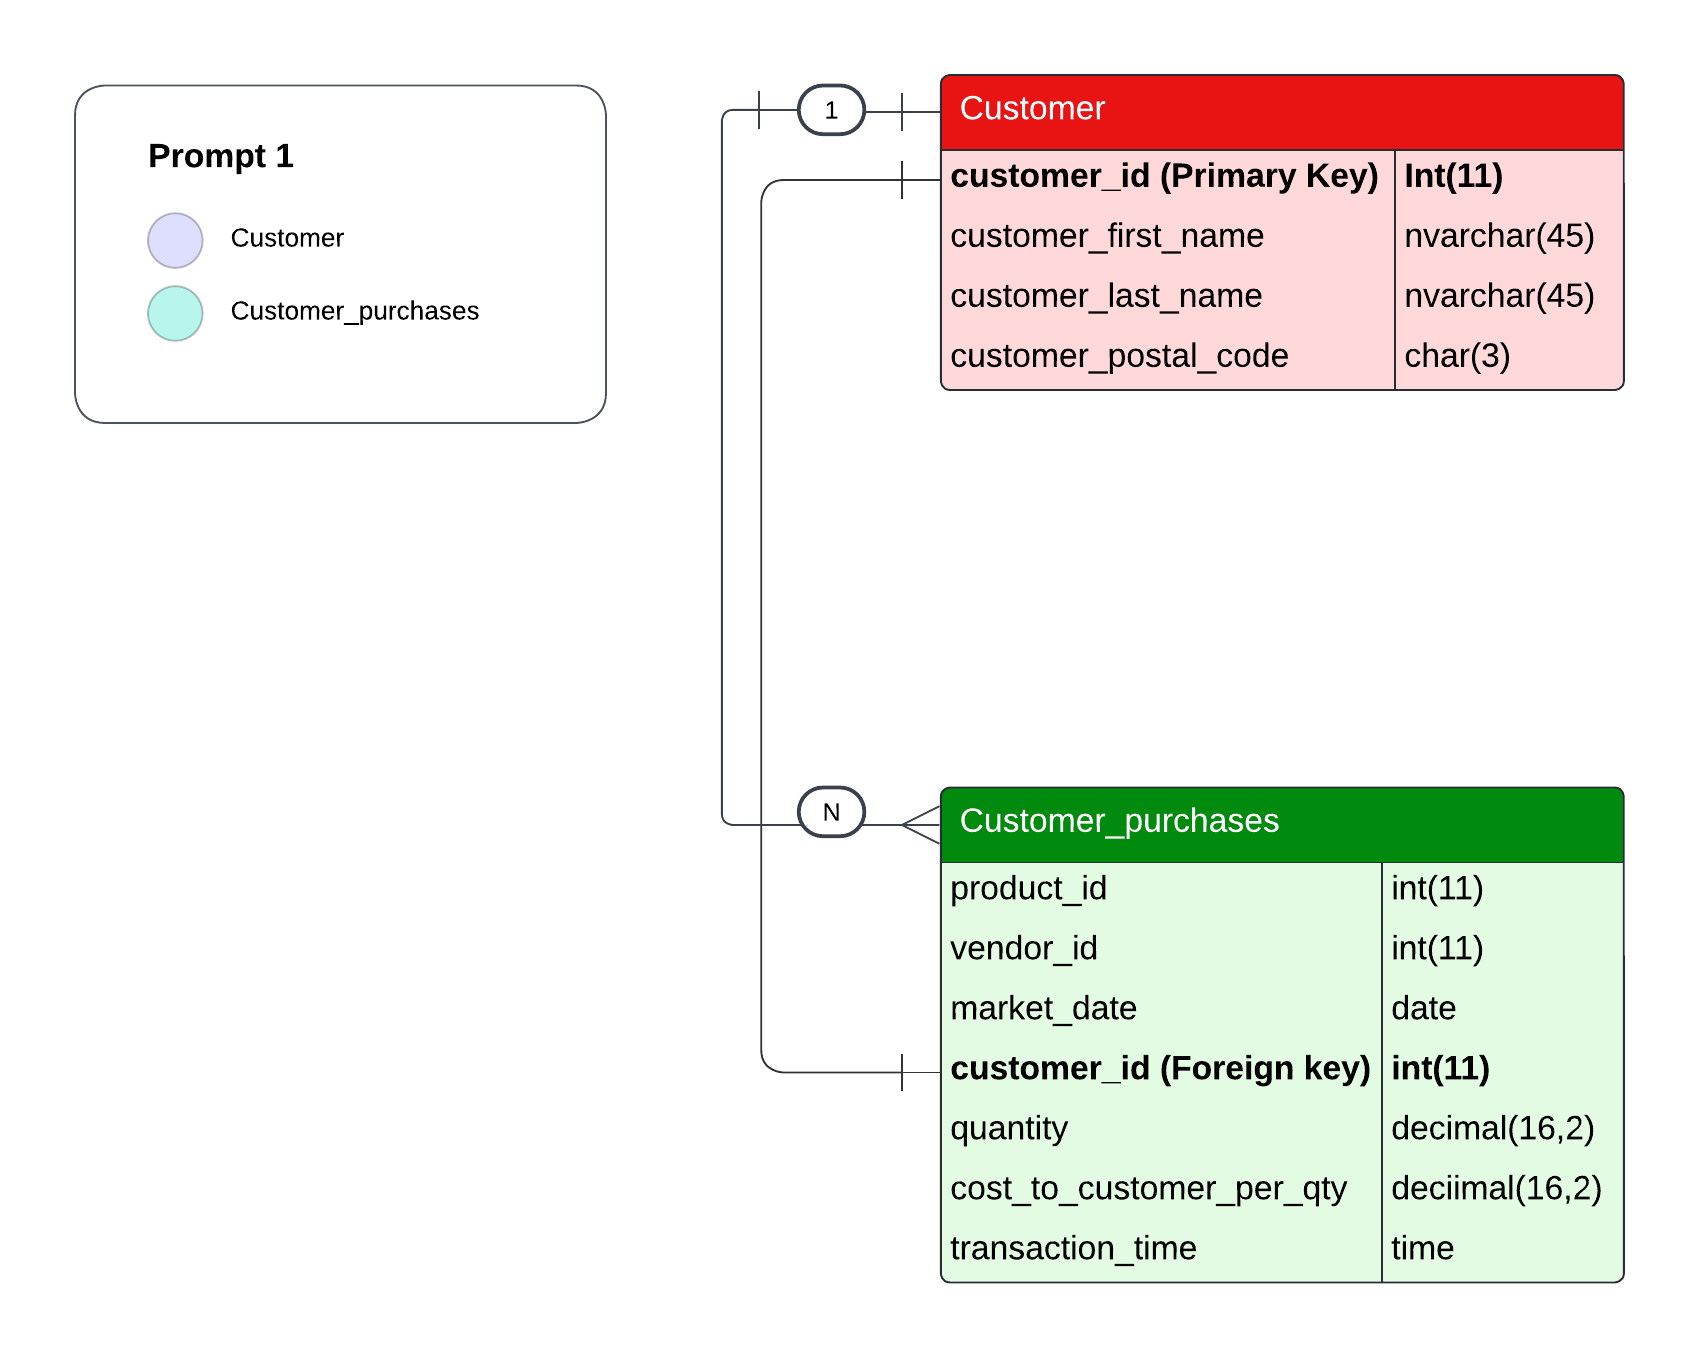 Prompt 1
Customer
Customer_purchases
1
Customer
customer_id (Primary Key) Int(11)
customer_first_name nvarchar(45)
customer_last_name nvarchar(45)
customer_postal_code char(3)
N
Customer_purchases
product_id int(11)
vendor_id int(11)
market_date date
customer_id (Foreign key) int(11)
quantity decimal(16,2)
cost_to_customer_per_qty deciimal(16,2)
transaction_time time